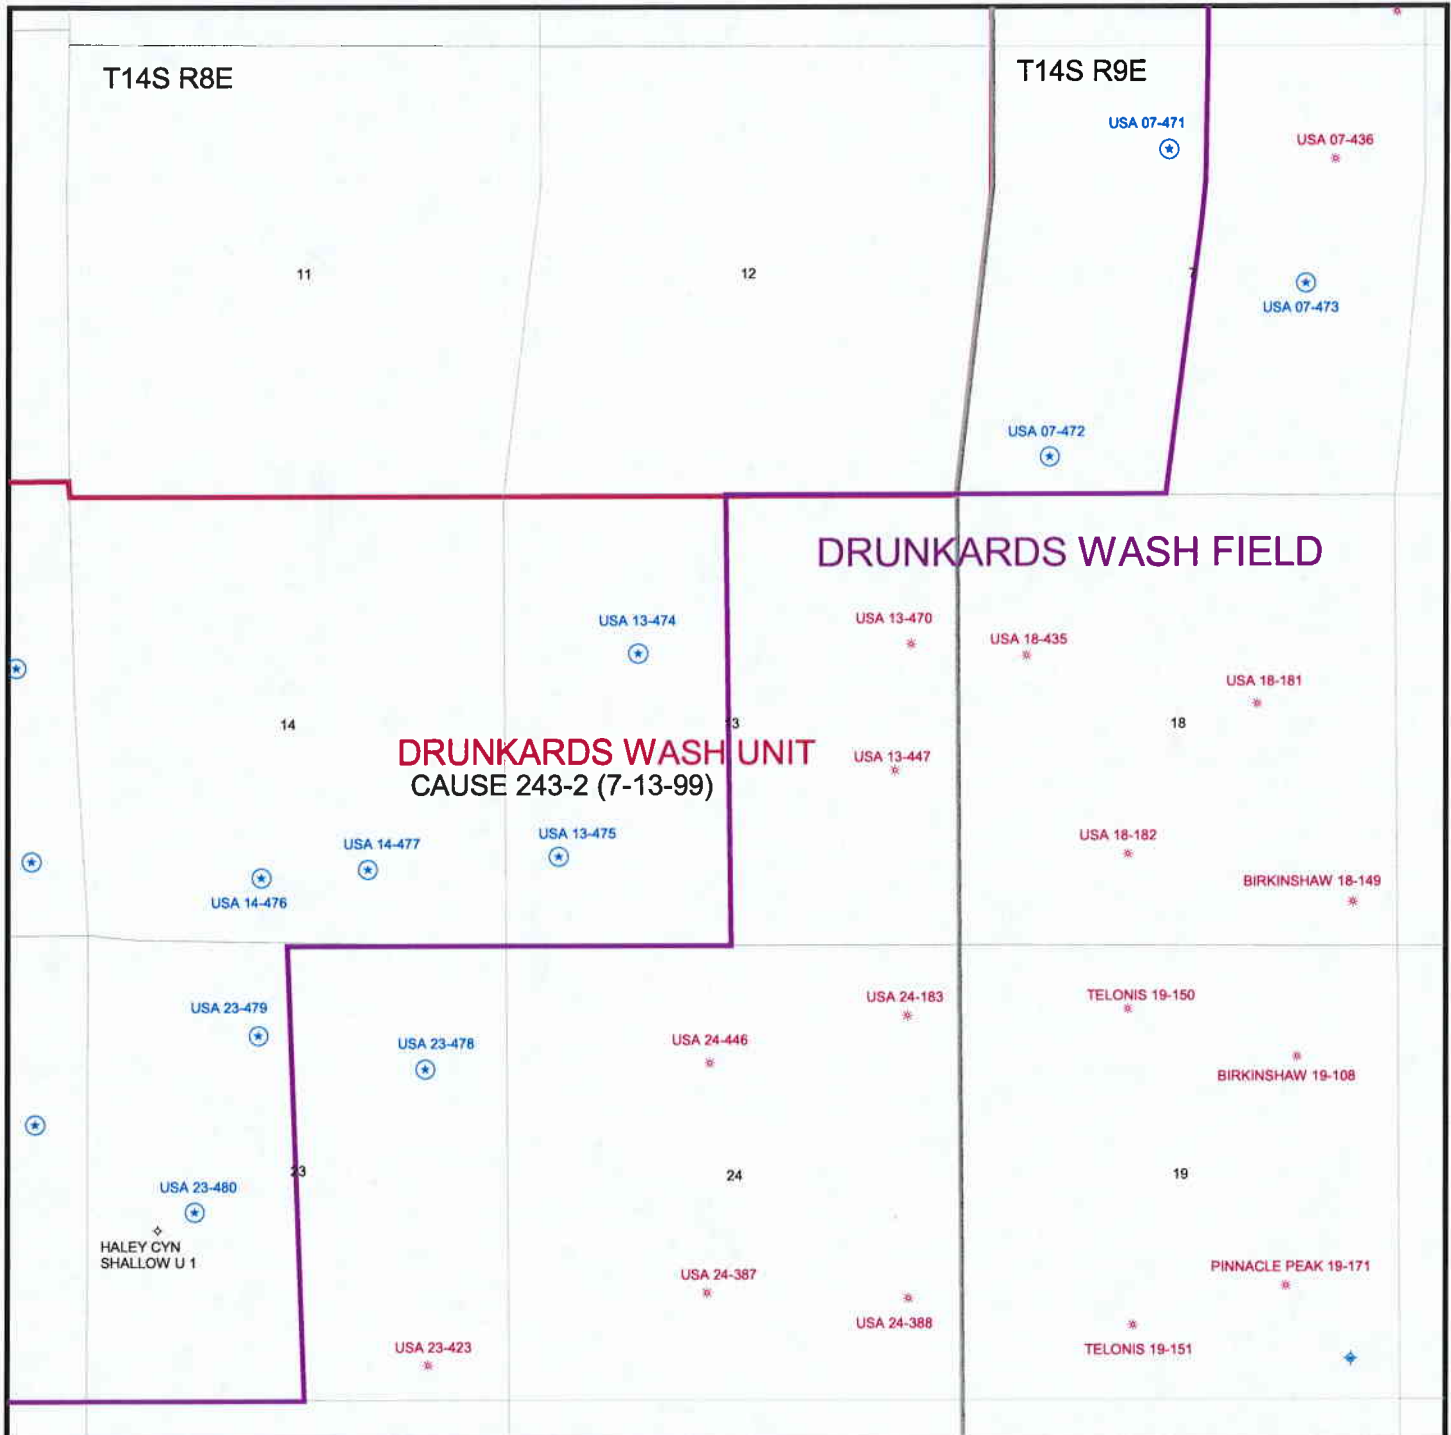 T14S R8E
T14S R9E
USA 07-471
USA 07-436
11
12
7
USA 07-473
USA 07-472
DRUNKARDS WASH FIELD
USA 13-474
USA 13-470
USA 18-435
USA 18-181
14
13
18
DRUNKARDS WASH UNIT
CAUSE 243-2 (7-13-99)
USA 13-447
USA 14-477
USA 13-475
USA 18-182
USA 14-476
BIRKINSHAW 18-149
USA 23-479
USA 24-183
TELONIS 19-150
USA 23-478
USA 24-446
BIRKINSHAW 19-108
23
24
19
USA 23-480
HALEY CYN
SHALLOW U 1
USA 24-387
PINNACLE PEAK 19-171
USA 24-388
USA 23-423
TELONIS 19-151